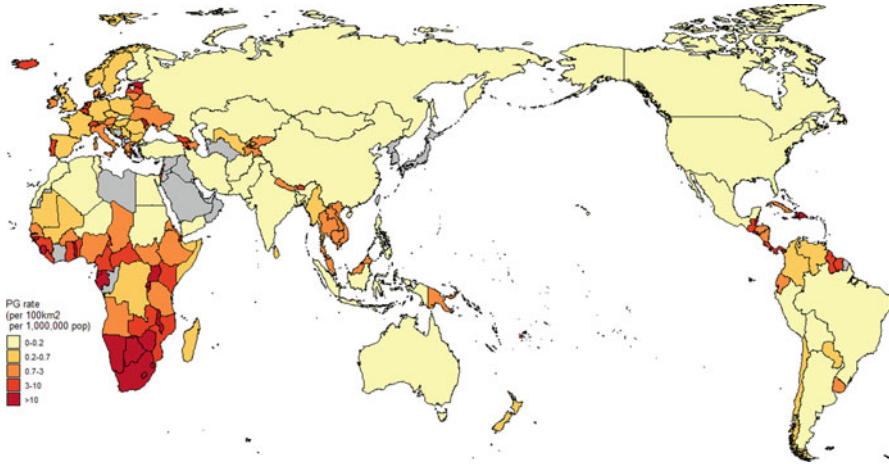 PG rate
(per 100km2
per 1,000,000 pop)
0-0.2
0.2-0.7
0.7-3
3-10
>10